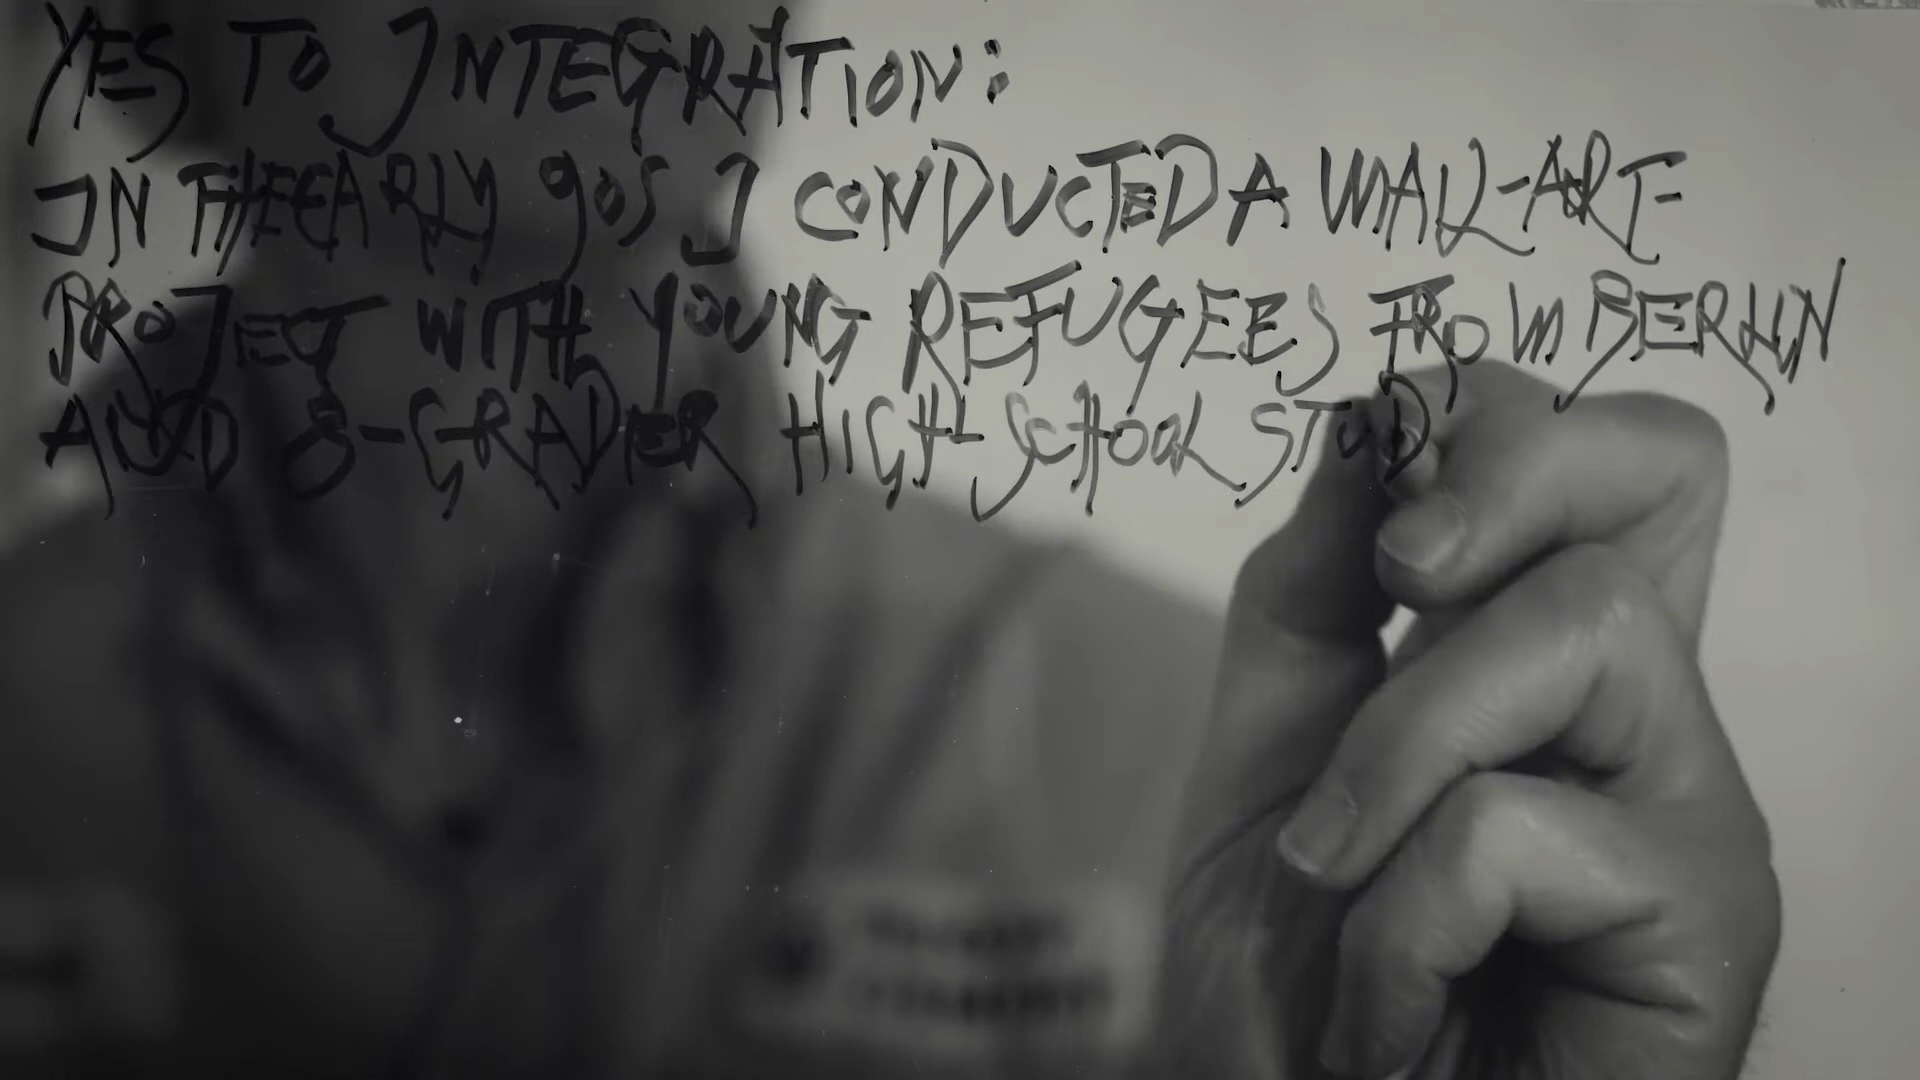 YES TO INTEGRATION:
IN THE EARLY 90S I CONDUCTED A WALL-ART-
PROJECT WITH YOUNG REFUGEES FROM BERLIN
AND 8-GRADER HIGH-SCHOOL STUD